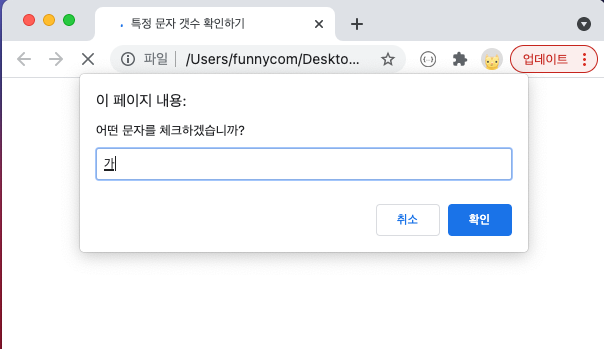 특정 문자 갯수 확인하기
파일 | /Users/funnycom/Deskto...
업데이트
이 페이지 내용:
어떤 문자를 체크하겠습니까?
가
취소 확인